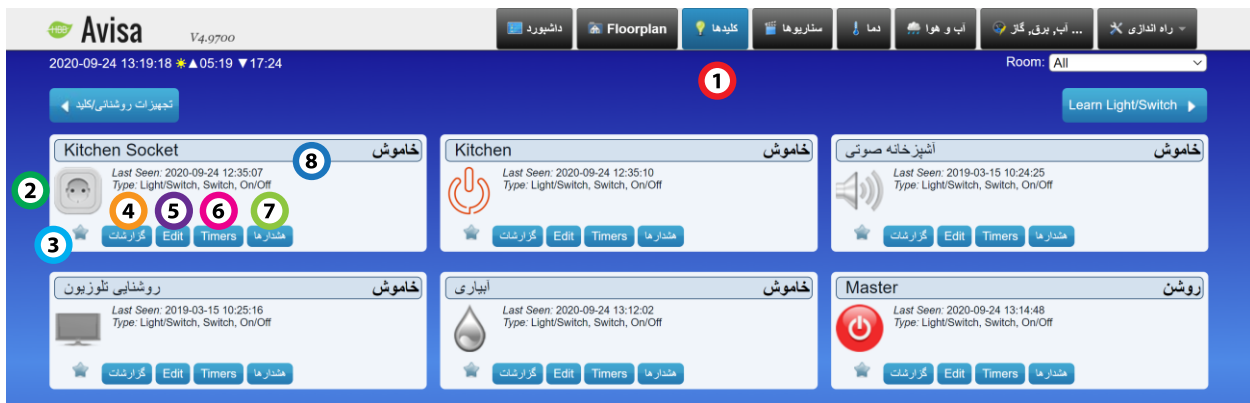 HBB Avisa V4.9700 داشبورد Floorplan کلیدها سناریوها دما آب و هوا آب, برق, گاز ... راه اندازی
2020-09-24 13:19:18 ☀▲05:19 ▼17:24 Room: All
1
تجهیزات روشنائی/کلید Learn Light/Switch
Kitchen Socket 8 خاموش
Last Seen: 2020-09-24 12:35:07
Type: Light/Switch, Switch, On/Off
2
4 5 6 7
3 گزارشات Edit Timers هشدارها
Kitchen خاموش
Last Seen: 2020-09-24 12:35:10
Type: Light/Switch, Switch, On/Off
گزارشات Edit Timers هشدارها
آشپزخانه صوتی خاموش
Last Seen: 2019-03-15 10:24:25
Type: Light/Switch, Switch, On/Off
گزارشات Edit Timers هشدارها
روشنایی تلوزیون خاموش
Last Seen: 2019-03-15 10:25:16
Type: Light/Switch, Switch, On/Off
گزارشات Edit Timers هشدارها
آبیاری خاموش
Last Seen: 2020-09-24 13:12:02
Type: Light/Switch, Switch, On/Off
گزارشات Edit Timers هشدارها
Master روشن
Last Seen: 2020-09-24 13:14:48
Type: Light/Switch, Switch, On/Off
گزارشات Edit Timers هشدارها